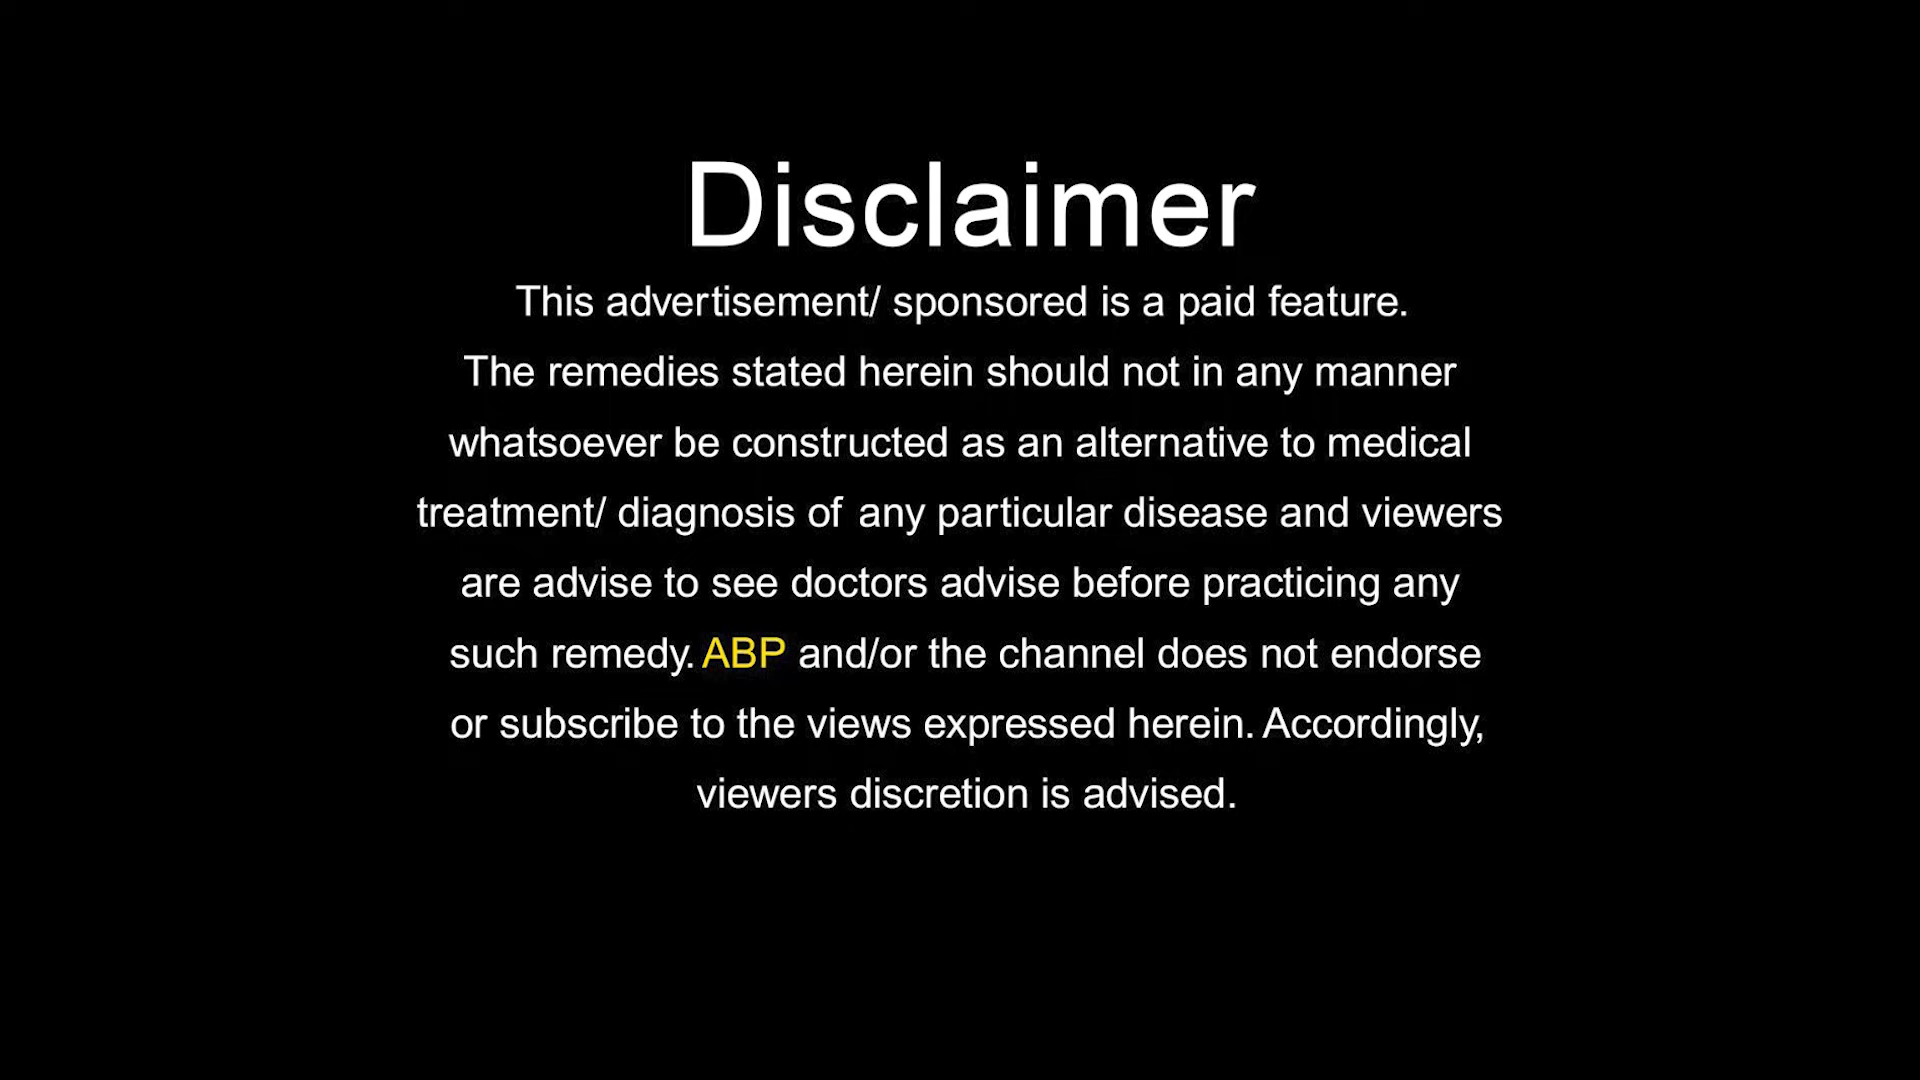 Disclaimer
This advertisement/ sponsored is a paid feature.
The remedies stated herein should not in any manner
whatsoever be constructed as an alternative to medical
treatment/ diagnosis of any particular disease and viewers
are advise to see doctors advise before practicing any
such remedy. ABP and/or the channel does not endorse
or subscribe to the views expressed herein. Accordingly,
viewers discretion is advised.